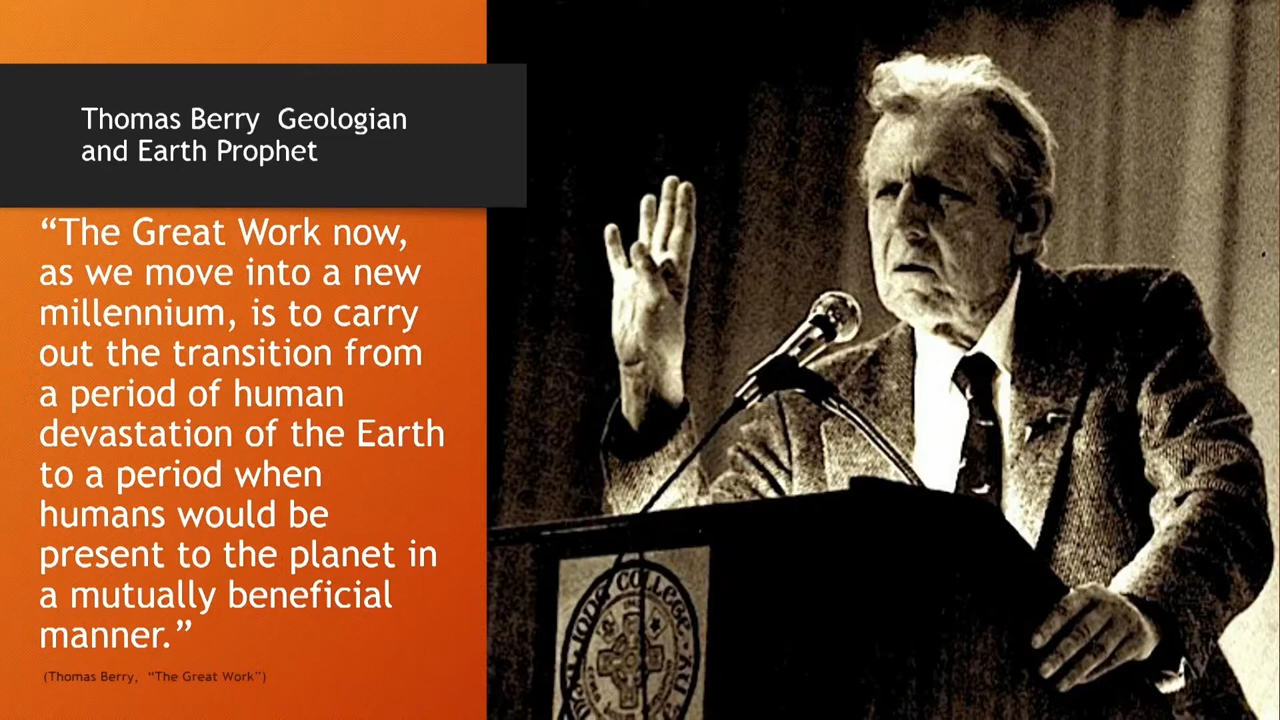 Thomas Berry  Geologian
and Earth Prophet
“The Great Work now,
as we move into a new
millennium, is to carry
out the transition from
a period of human
devastation of the Earth
to a period when
humans would be
present to the planet in
a mutually beneficial
manner.”
(Thomas Berry,  “The Great Work”)
COLLEGE